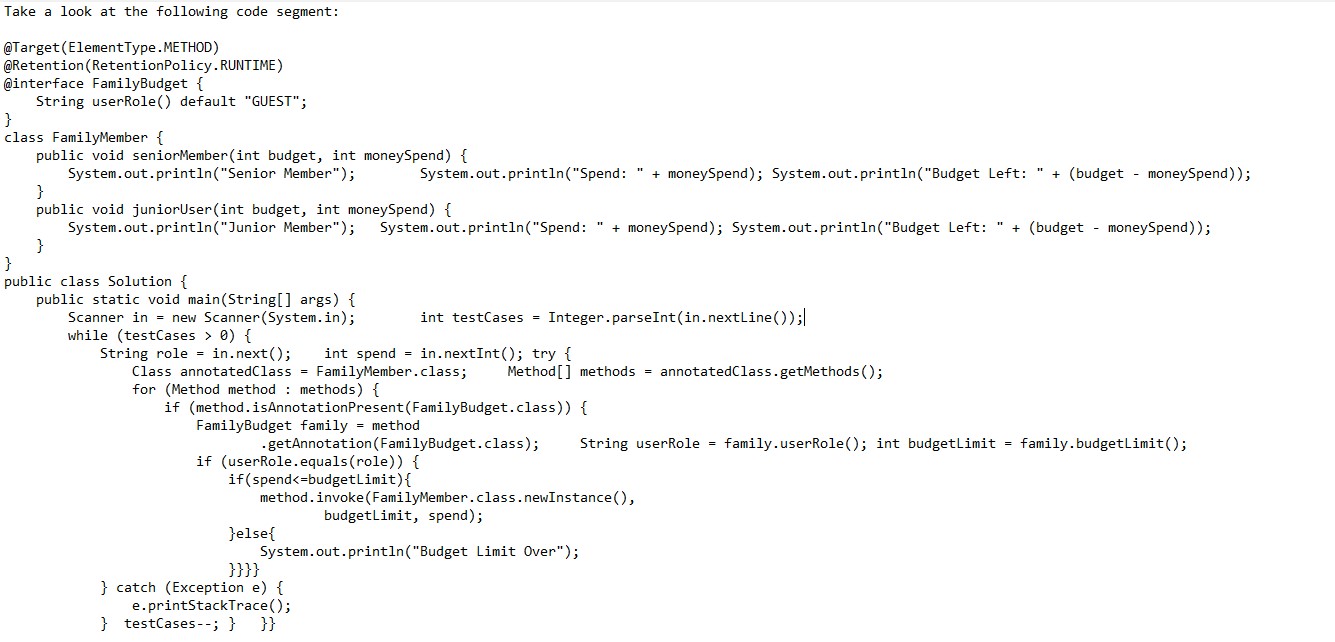 Take a look at the following code segment:

@Target(ElementType.METHOD)
@Retention(RetentionPolicy.RUNTIME)
@interface FamilyBudget {
    String userRole() default "GUEST";
}
class FamilyMember {
    public void seniorMember(int budget, int moneySpend) {
        System.out.println("Senior Member");        System.out.println("Spend: " + moneySpend); System.out.println("Budget Left: " + (budget - moneySpend));
    }
    public void juniorUser(int budget, int moneySpend) {
        System.out.println("Junior Member");   System.out.println("Spend: " + moneySpend); System.out.println("Budget Left: " + (budget - moneySpend));
    }
}
public class Solution {
    public static void main(String[] args) {
        Scanner in = new Scanner(System.in);        int testCases = Integer.parseInt(in.nextLine());
        while (testCases > 0) {
            String role = in.next();    int spend = in.nextInt(); try {
                Class annotatedClass = FamilyMember.class;     Method[] methods = annotatedClass.getMethods();
                for (Method method : methods) {
                    if (method.isAnnotationPresent(FamilyBudget.class)) {
                        FamilyBudget family = method
                                .getAnnotation(FamilyBudget.class);     String userRole = family.userRole(); int budgetLimit = family.budgetLimit();
                        if (userRole.equals(role)) {
                            if(spend<=budgetLimit){
                                method.invoke(FamilyMember.class.newInstance(),
                                        budgetLimit, spend);
                            }else{
                                System.out.println("Budget Limit Over");
                            }}}}
            } catch (Exception e) {
                e.printStackTrace();
            }  testCases--; }   }}